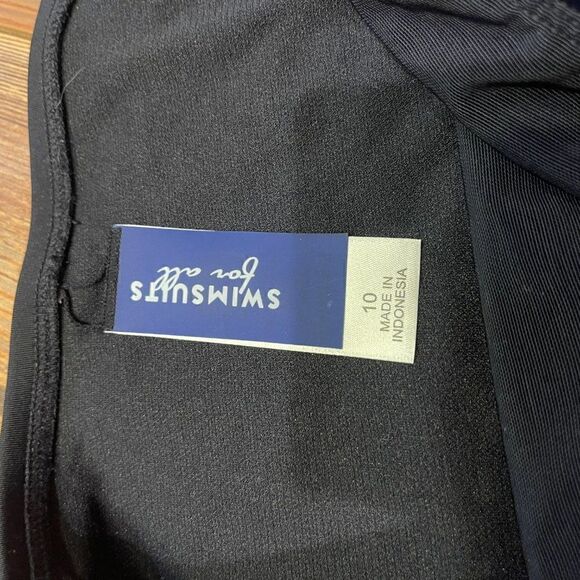 SWIMSUITS
for all
10
MADE IN
INDONESIA